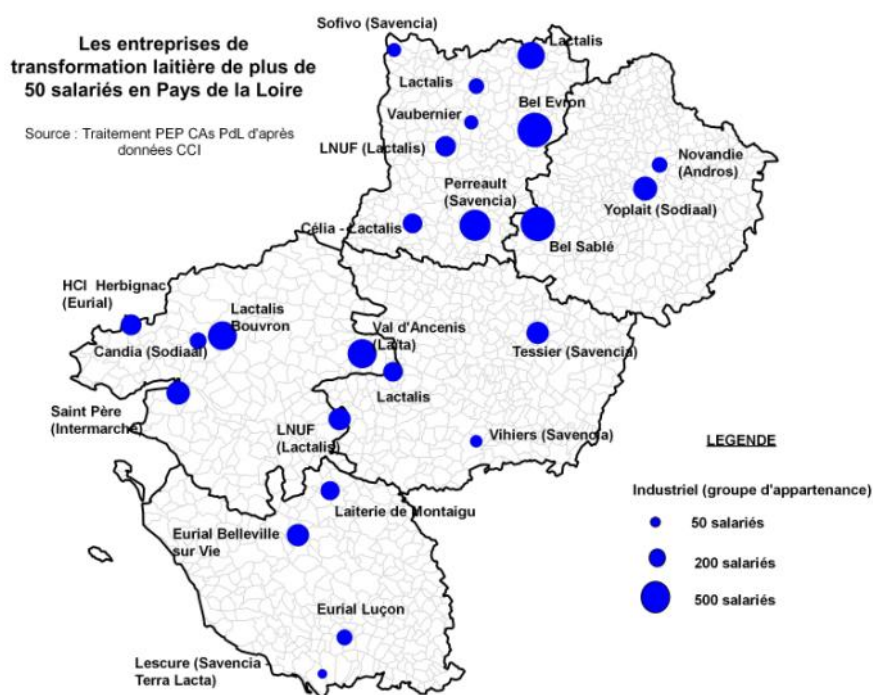 Les entreprises de
transformation laitière de plus de
50 salariés en Pays de la Loire
Source : Traitement PEP CAs PdL d'après
données CCI
Sofivo (Savencia)
Lactalis
Lactalis
Bel Evron
Vaubernier
LNUF (Lactalis)
Novandie
(Andros)
Perreault
(Savencia)
Yoplait (Sodiaal)
Célia - Lactalis
Bel Sablé
HCI Herbignac
(Eurial)
Lactalis
Bouvron
Val d'Ancenis
(Laïta)
Candia (Sodiaal)
Tessier (Savencia)
Lactalis
Saint Père
(Intermarché)
LNUF
(Lactalis)
Vihiers (Savencia)
LEGENDE
Industriel (groupe d'appartenance)
50 salariés
200 salariés
500 salariés
Laiterie de Montaigu
Eurial Belleville
sur Vie
Eurial Luçon
Lescure (Savencia -
Terra Lacta)